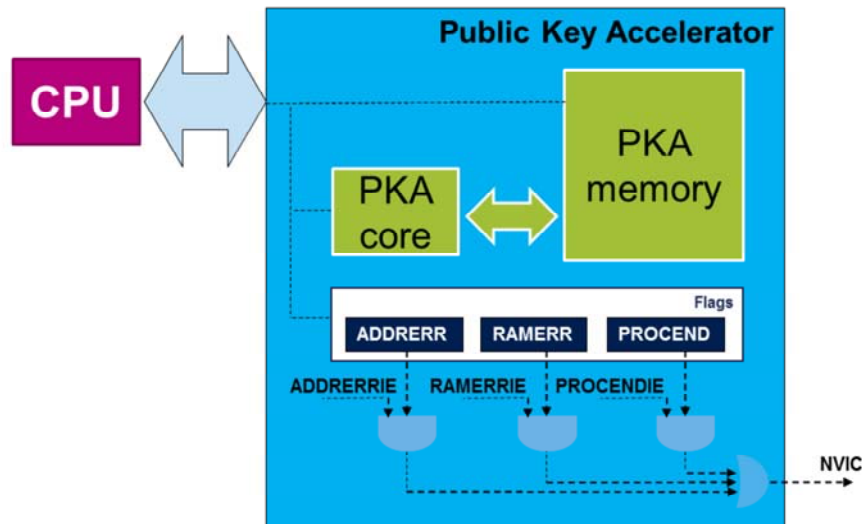 Public Key Accelerator
CPU
PKA
memory
PKA
core
Flags
ADDRERR RAMERR PROCEND
ADDRERRIE RAMERRIE PROCENDIE
NVIC